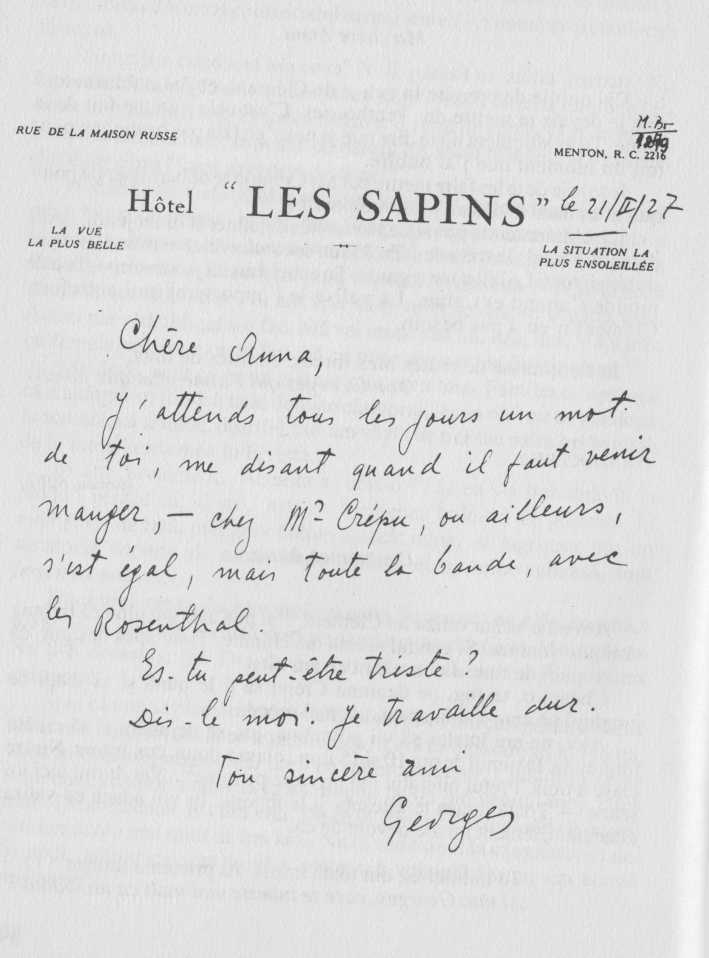 M. Br
1219
RUE DE LA MAISON RUSSE
MENTON, R. C. 2216
Hôtel "LES SAPINS" le 21/II/27
LA VUE
LA PLUS BELLE
LA SITUATION LA
PLUS ENSOLEILLÉE
Chère Anna,
J'attends tous les jours un mot
de toi, me disant quand il faut venir
manger, – chez Mr Crépu, ou ailleurs,
s'est égal, mais toute la bande, avec
les Rosenthal.
Es-tu peut-être triste?
Dis-le moi. Je travaille dur.
Ton sincère ami
Georges